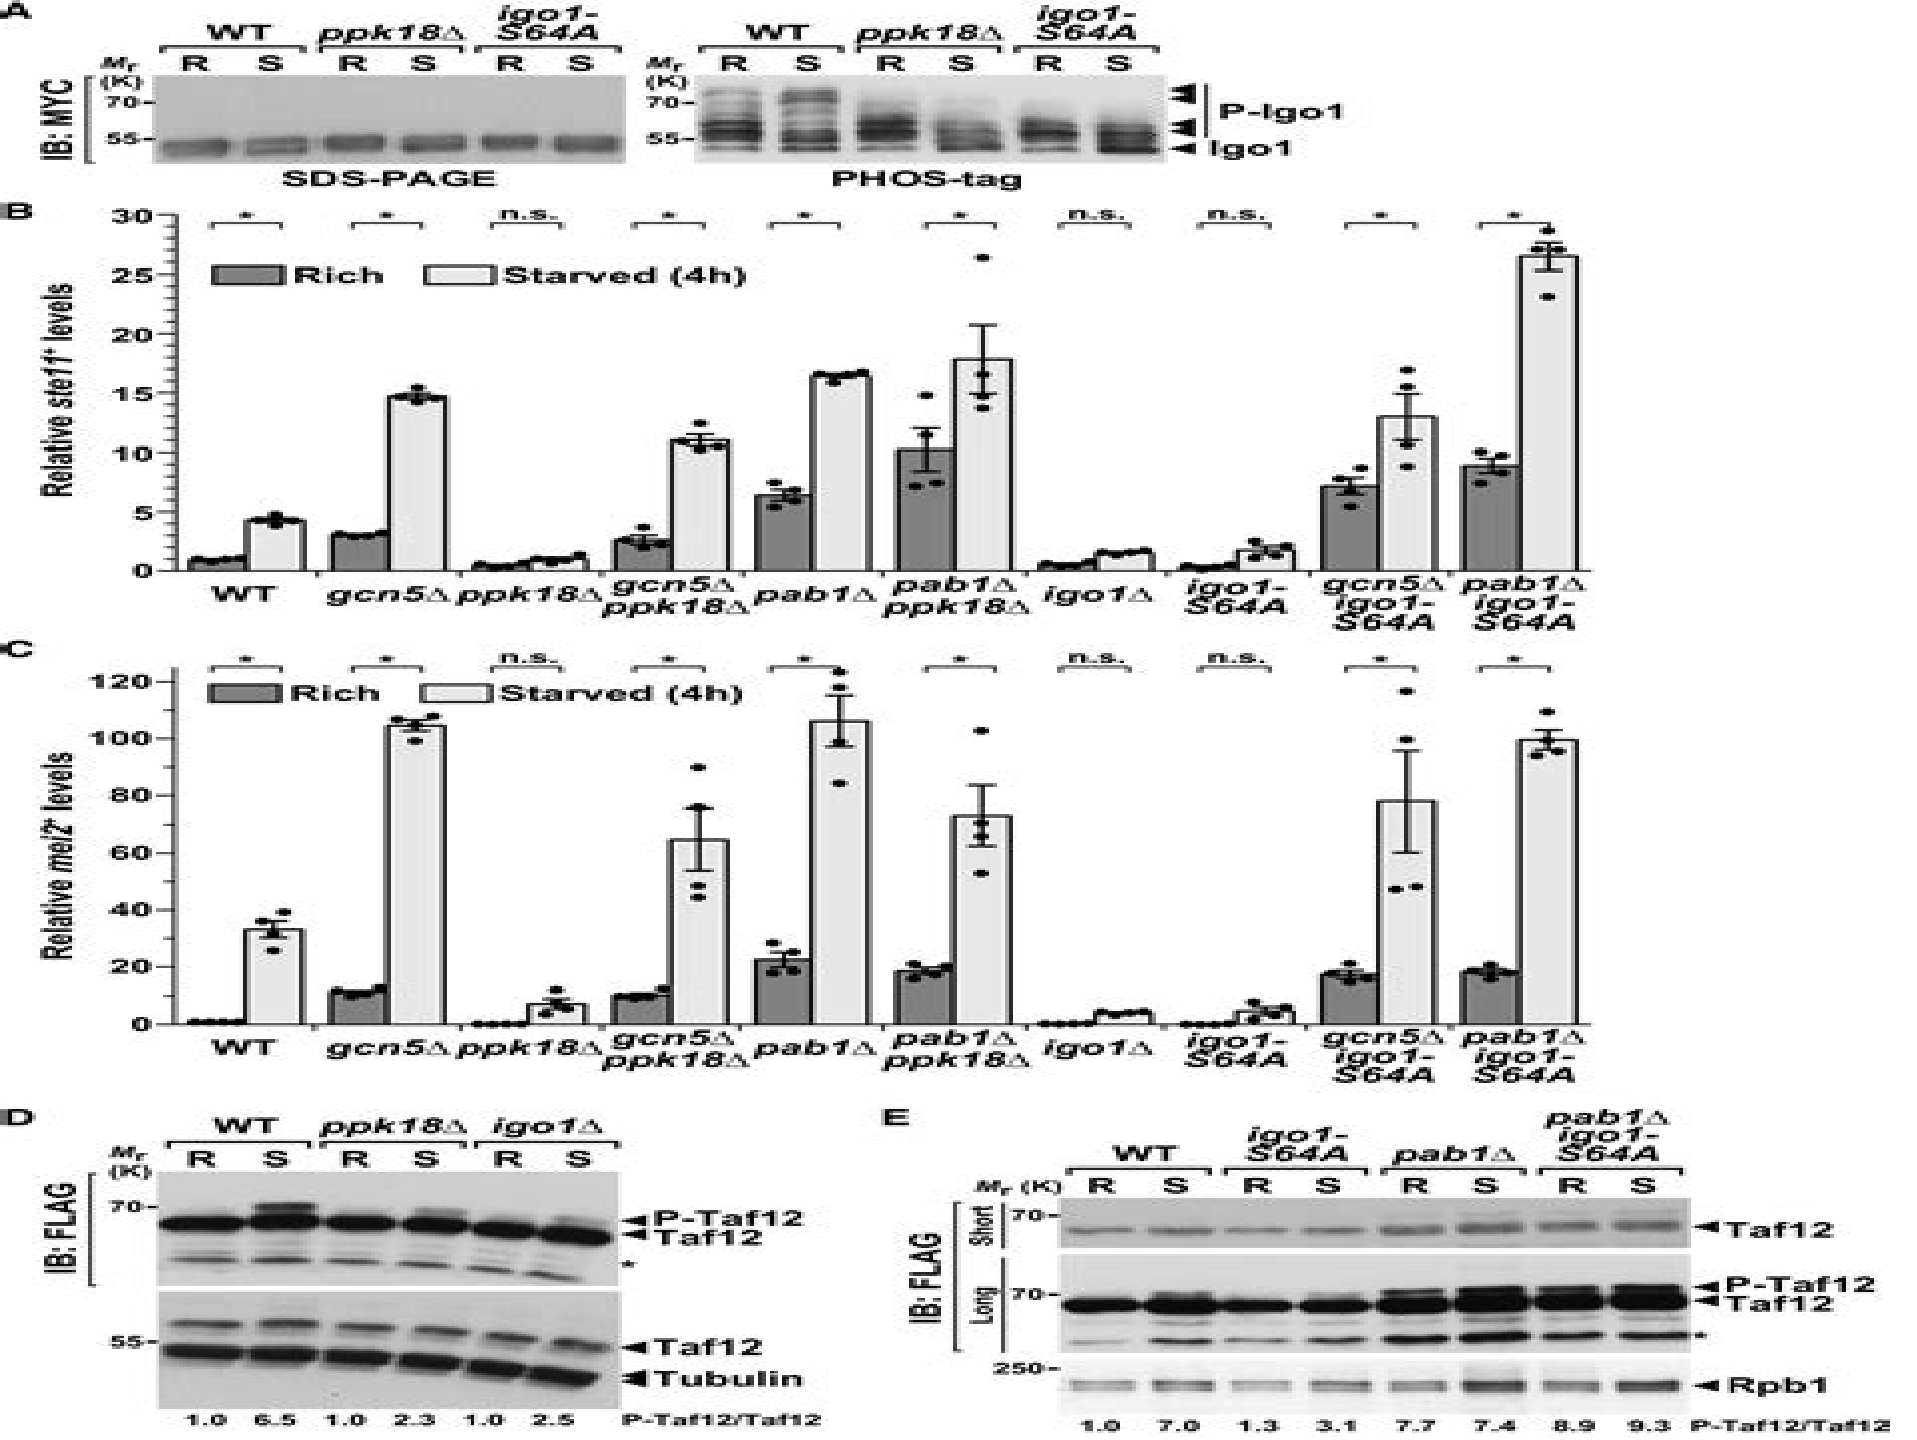 A
WT ppk18Δ igo1-S64A WT ppk18Δ igo1-S64A
Mr (K) R S R S R S Mr (K) R S R S R S
IB: MYC
70- 70-
P-Igo1
55- 55-
Igo1
SDS-PAGE PHOS-tag
B
* * n.s. * * * n.s. n.s. * *
Rich Starved (4h)
Relative ste11+ levels
30
25
20
15
10
5
0
WT gcn5Δ ppk18Δ gcn5Δ ppk18Δ pab1Δ pab1Δ ppk18Δ igo1Δ igo1-S64A gcn5Δ igo1-S64A pab1Δ igo1-S64A
C
* * n.s. * * * n.s. n.s. * *
Rich Starved (4h)
Relative mei2+ levels
120
100
80
60
40
20
0
WT gcn5Δ ppk18Δ gcn5Δ ppk18Δ pab1Δ pab1Δ ppk18Δ igo1Δ igo1-S64A gcn5Δ igo1-S64A pab1Δ igo1-S64A
D
WT ppk18Δ igo1Δ
Mr (K) R S R S R S
IB: FLAG
70-
P-Taf12
Taf12
*
55-
Taf12
Tubulin
1.0 6.5 1.0 2.3 1.0 2.5 P-Taf12/Taf12
E
WT igo1-S64A pab1Δ pab1Δ igo1-S64A
Mr (K) R S R S R S R S
IB: FLAG
Short
70-
Taf12
Long
70-
P-Taf12
Taf12
*
250-
Rpb1
1.0 7.0 1.3 3.1 7.7 7.4 8.9 9.3 P-Taf12/Taf12